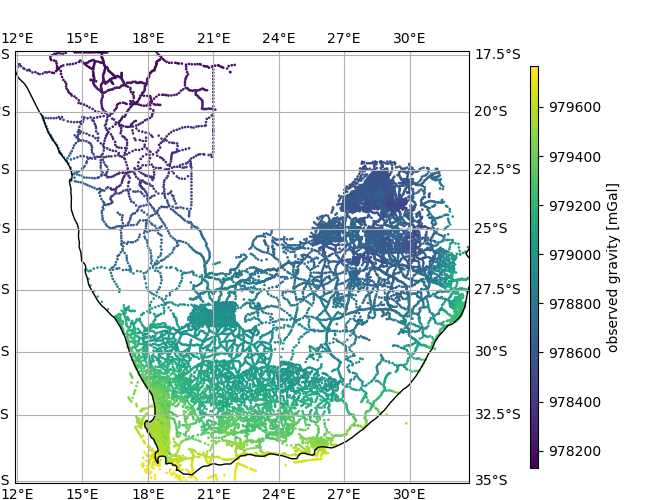 12°E 15°E 18°E 21°E 24°E 27°E 30°E
S 17.5°S
°S 20°S
S 22.5°S
°S 25°S
S 27.5°S
°S 30°S
S 32.5°S
°S 35°S
12°E 15°E 18°E 21°E 24°E 27°E 30°E
979600
979400
979200
979000
978800
978600
978400
978200
observed gravity [mGal]